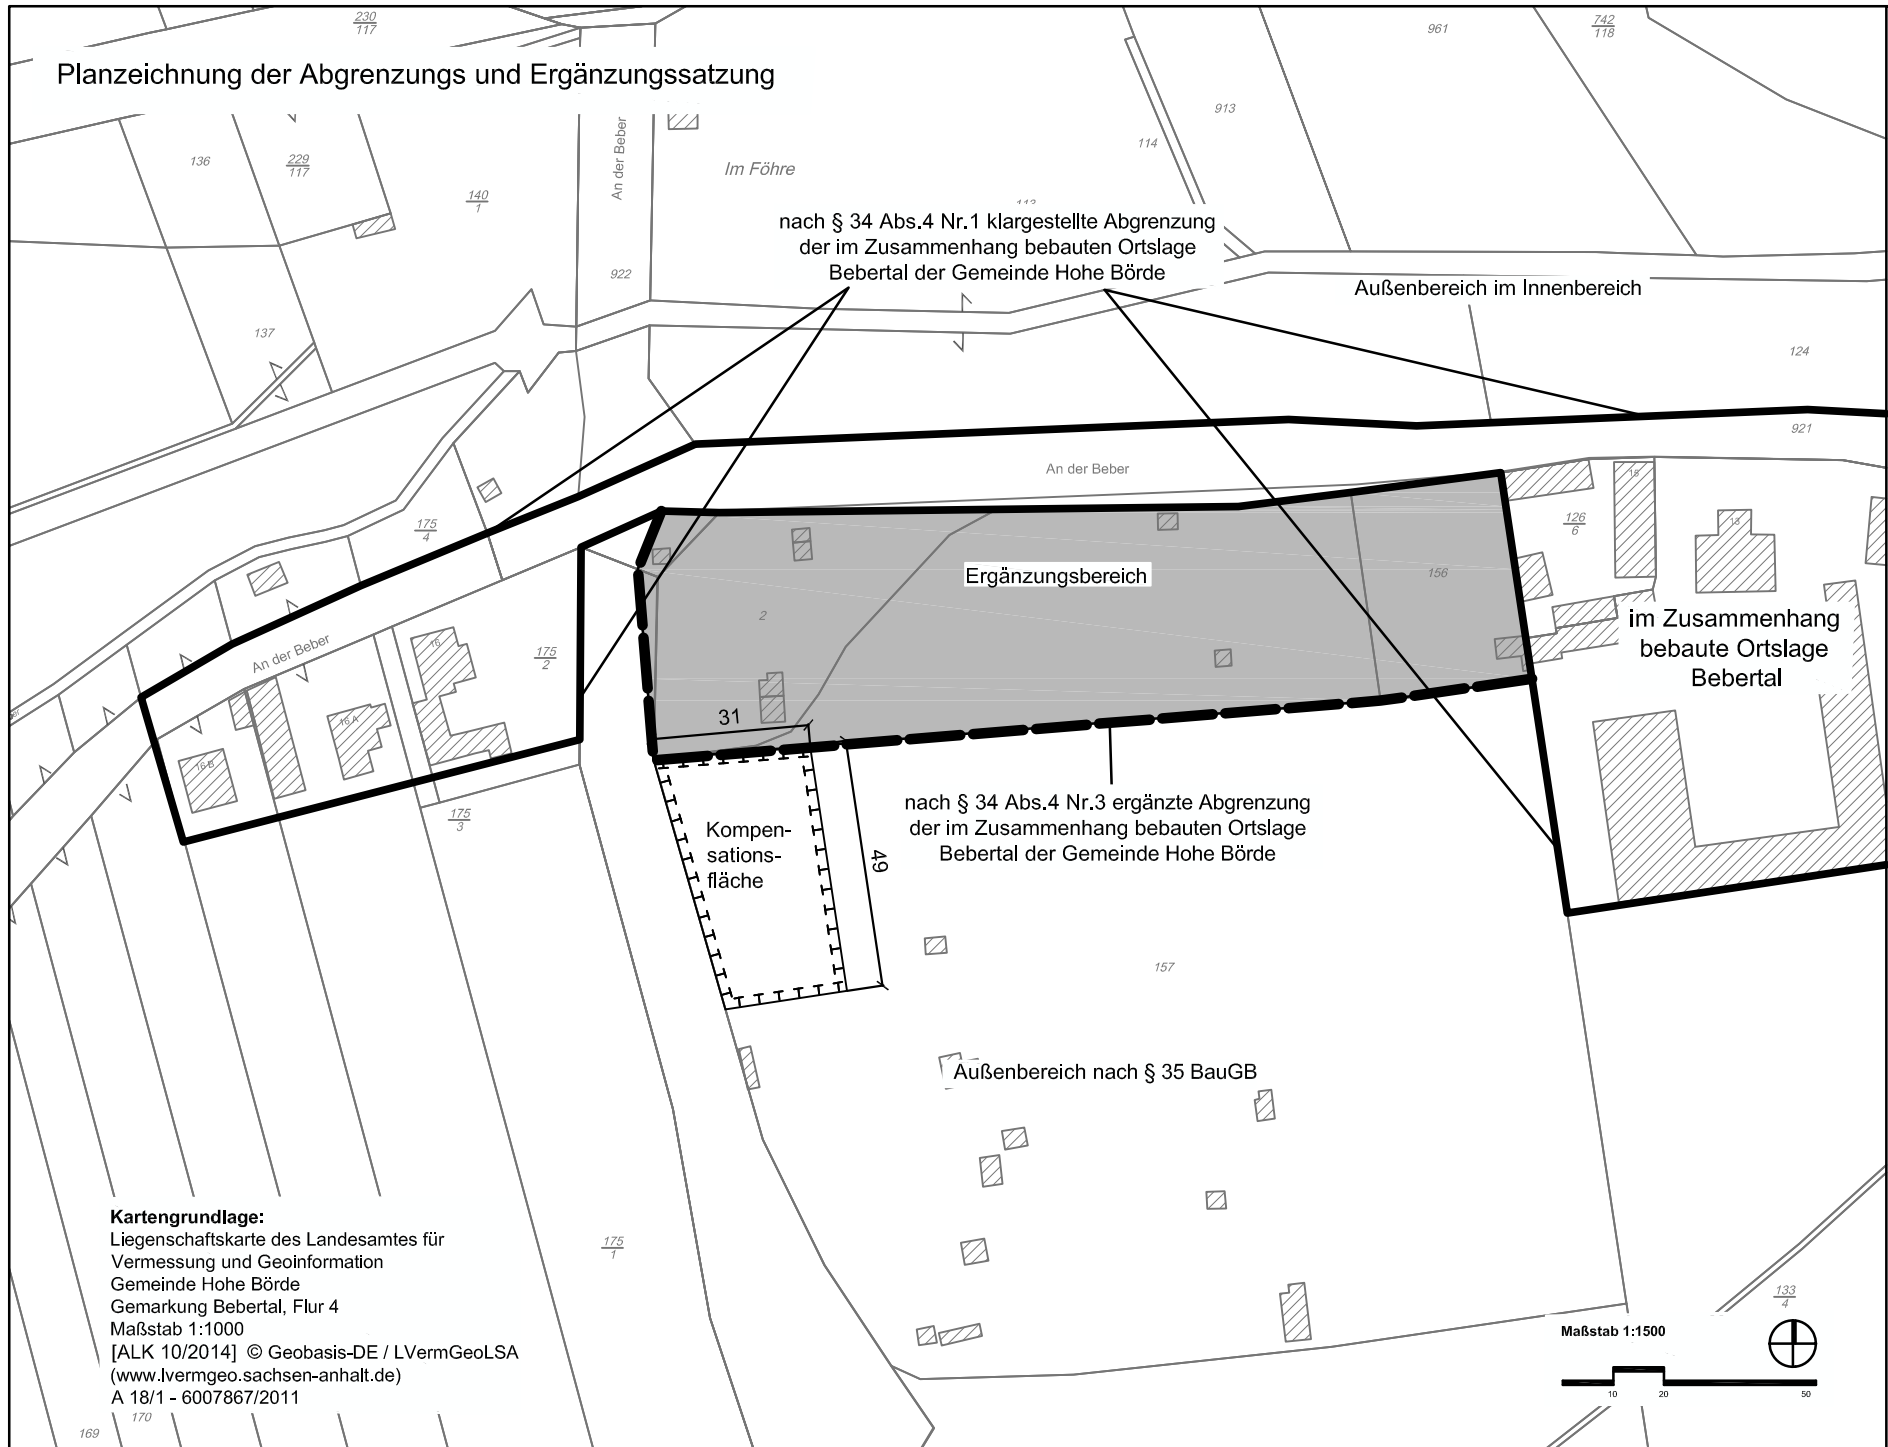 230
117
961
742
118
Planzeichnung der Abgrenzungs und Ergänzungssatzung
913
114
136
229
117
140
1
An der Beber
Im Föhre
nach § 34 Abs.4 Nr.1 klargestellte Abgrenzung
der im Zusammenhang bebauten Ortslage
Bebertal der Gemeinde Hohe Börde
922
Außenbereich im Innenbereich
137
124
921
An der Beber
175
4
126
6
15
13
Ergänzungsbereich
156
2
im Zusammenhang
bebaute Ortslage
Bebertal
An der Beber
16
175
2
16 A
16 B
31
nach § 34 Abs.4 Nr.3 ergänzte Abgrenzung
der im Zusammenhang bebauten Ortslage
Bebertal der Gemeinde Hohe Börde
175
3
Kompen-
sations-
fläche
49
157
Außenbereich nach § 35 BauGB
Kartengrundlage:
Liegenschaftskarte des Landesamtes für
Vermessung und Geoinformation
Gemeinde Hohe Börde
Gemarkung Bebertal, Flur 4
Maßstab 1:1000
[ALK 10/2014] © Geobasis-DE / LVermGeoLSA
(www.lvermgeo.sachsen-anhalt.de)
A 18/1 - 6007867/2011
175
1
133
4
Maßstab 1:1500
10 20 50
170
169